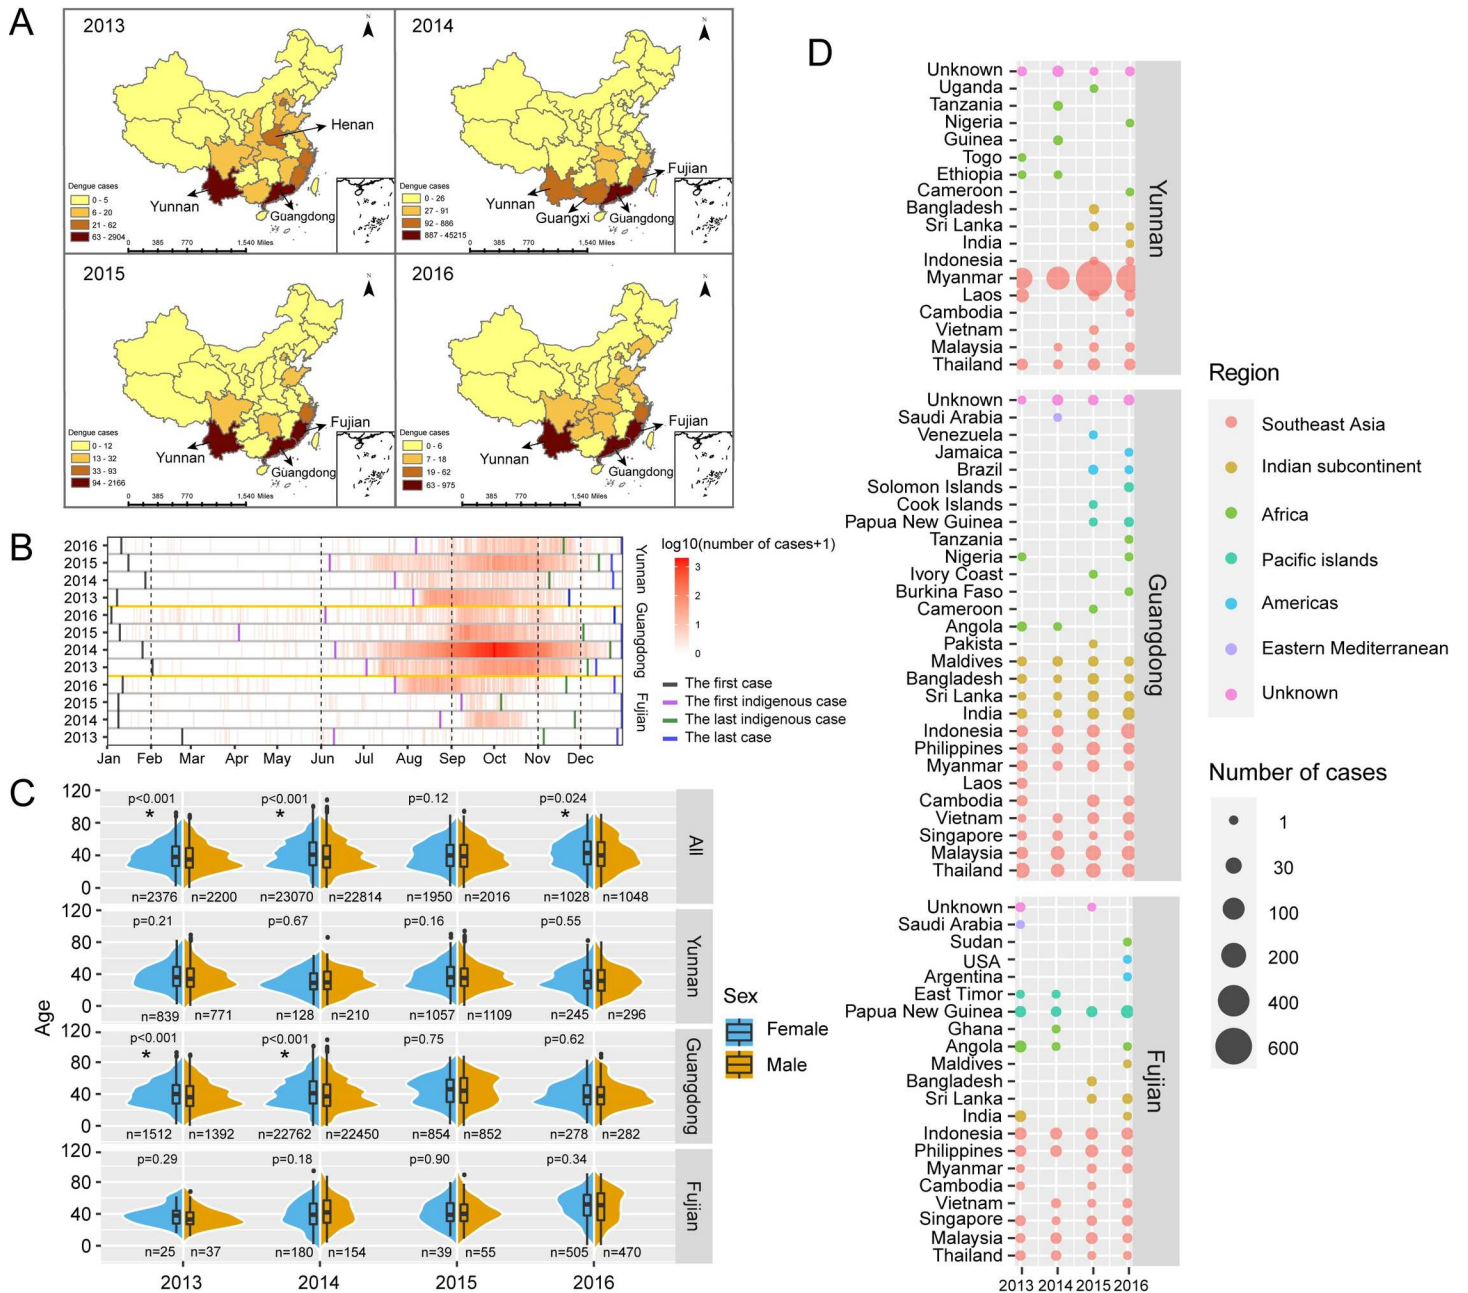 A
2013
N
Henan
Yunnan
Guangdong
Dengue cases
0 - 5
6 - 20
21 - 62
63 - 2904
0 385 770 1,540 Miles
2014
N
Fujian
Yunnan
Guangxi
Guangdong
Dengue cases
0 - 26
27 - 91
92 - 886
887 - 45215
0 385 770 1,540 Miles
2015
N
Fujian
Yunnan
Guangdong
Dengue cases
0 - 12
13 - 32
33 - 93
94 - 2166
0 385 770 1,540 Miles
2016
N
Fujian
Yunnan
Guangdong
Dengue cases
0 - 6
7 - 18
19 - 62
63 - 975
0 385 770 1,540 Miles
B
2016
2015
2014
2013
Yunnan
2016
2015
2014
2013
Guangdong
2016
2015
2014
2013
Fujian
Jan Feb Mar Apr May Jun Jul Aug Sep Oct Nov Dec
log10(number of cases+1)
3
2
1
0
The first case
The first indigenous case
The last indigenous case
The last case
C
Age
120
80
40
0
p<0.001 p<0.001 p=0.12 p=0.024
* * *
n=2376 n=2200 n=23070 n=22814 n=1950 n=2016 n=1028 n=1048
All
120
80
40
0
p=0.21 p=0.67 p=0.16 p=0.55
n=839 n=771 n=128 n=210 n=1057 n=1109 n=245 n=296
Yunnan
120
80
40
0
p<0.001 p<0.001 p=0.75 p=0.62
* *
n=1512 n=1392 n=22762 n=22450 n=854 n=852 n=278 n=282
Guangdong
120
80
40
0
p=0.29 p=0.18 p=0.90 p=0.34
n=25 n=37 n=180 n=154 n=39 n=55 n=505 n=470
Fujian
2013 2014 2015 2016
Sex
Female
Male
D
Unknown
Uganda
Tanzania
Nigeria
Guinea
Togo
Ethiopia
Cameroon
Bangladesh
Sri Lanka
India
Indonesia
Myanmar
Laos
Cambodia
Vietnam
Malaysia
Thailand
Yunnan
Unknown
Saudi Arabia
Venezuela
Jamaica
Brazil
Solomon Islands
Cook Islands
Papua New Guinea
Tanzania
Nigeria
Ivory Coast
Burkina Faso
Cameroon
Angola
Pakista
Maldives
Bangladesh
Sri Lanka
India
Indonesia
Philippines
Myanmar
Laos
Cambodia
Vietnam
Singapore
Malaysia
Thailand
Guangdong
Unknown
Saudi Arabia
Sudan
USA
Argentina
East Timor
Papua New Guinea
Ghana
Angola
Maldives
Bangladesh
Sri Lanka
India
Indonesia
Philippines
Myanmar
Cambodia
Vietnam
Singapore
Malaysia
Thailand
Fujian
2013 2014 2015 2016
Region
Southeast Asia
Indian subcontinent
Africa
Pacific islands
Americas
Eastern Mediterranean
Unknown
Number of cases
1
30
100
200
400
600